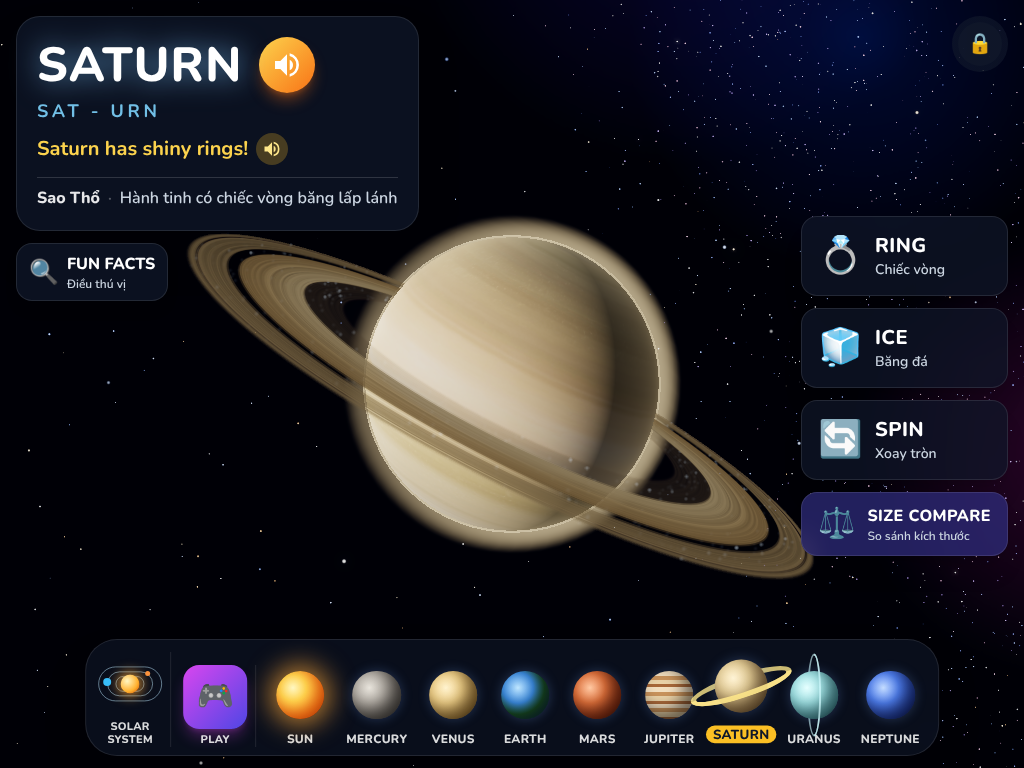 SATURN
SAT - URN
Saturn has shiny rings!
Sao Thổ · Hành tinh có chiếc vòng băng lấp lánh
FUN FACTS
Điều thú vị
RING
Chiếc vòng
ICE
Băng đá
SPIN
Xoay tròn
SIZE COMPARE
So sánh kích thước
SOLAR
SYSTEM
PLAY
SUN
MERCURY
VENUS
EARTH
MARS
JUPITER
SATURN
URANUS
NEPTUNE